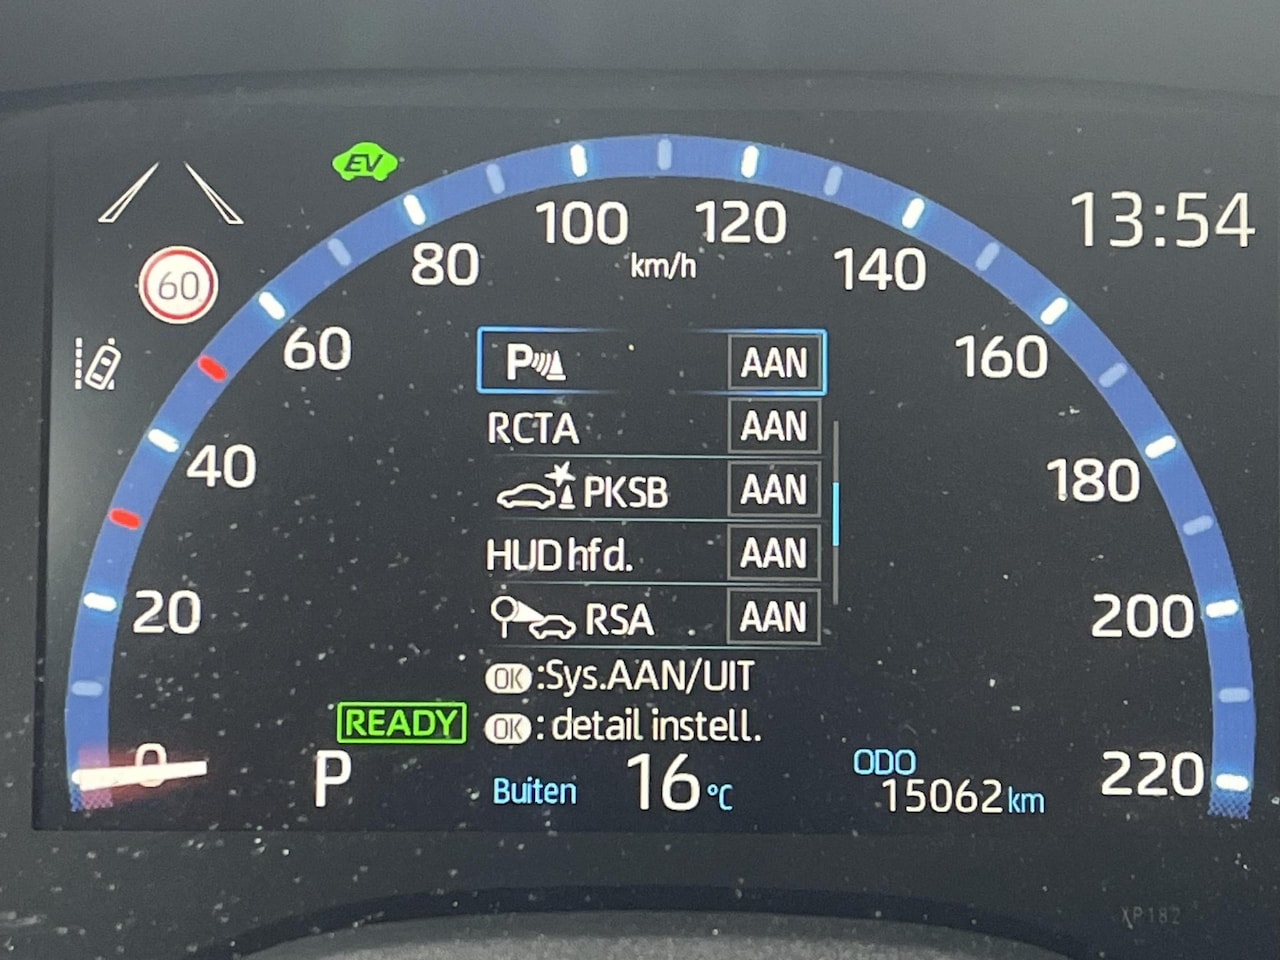 EV
13:54
60
0
20
40
60
80
100
120
140
160
180
200
220
km/h
P AAN
RCTA AAN
PKSB AAN
HUD hfd. AAN
RSA AAN
OK :Sys.AAN/UIT
OK : detail instell.
READY
P
Buiten 16 °C
ODO
15062 km
XP182